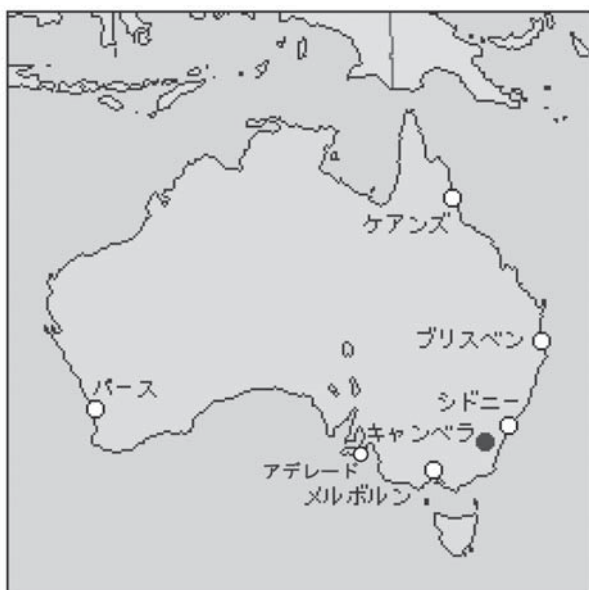 ケアンズ
ブリスベン
パース
シドニー
キャンベラ
アデレード
メルボルン